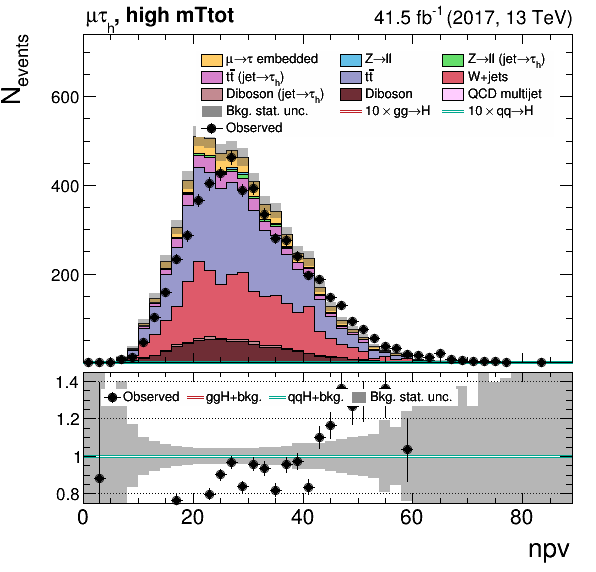 μτh, high mTtot 41.5 fb-1 (2017, 13 TeV)
Nevents
μ→τ embedded Z→ll Z→ll (jet→τh)
tt̄ (jet→τh) tt̄ W+jets
Diboson (jet→τh) Diboson QCD multijet
Bkg. stat. unc. 10 × gg→H 10 × qq→H
Observed
600
400
200
1.4
Observed ggH+bkg. qqH+bkg. Bkg. stat. unc.
1.2
1
0.8
0 20 40 60 80
npv